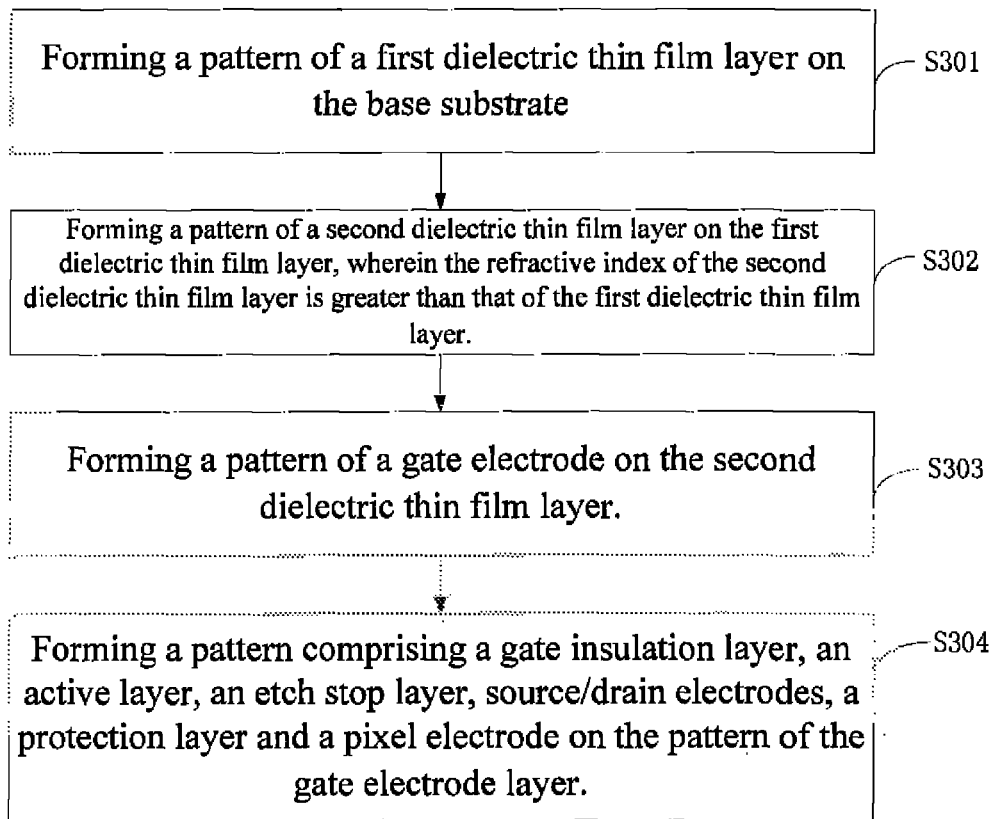 Forming a pattern of a first dielectric thin film layer on
the base substrate
S301
Forming a pattern of a second dielectric thin film layer on the first
dielectric thin film layer, wherein the refractive index of the second
dielectric thin film layer is greater than that of the first dielectric thin film
layer.
S302
Forming a pattern of a gate electrode on the second
dielectric thin film layer.
S303
Forming a pattern comprising a gate insulation layer, an
active layer, an etch stop layer, source/drain electrodes, a
protection layer and a pixel electrode on the pattern of the
gate electrode layer.
S304